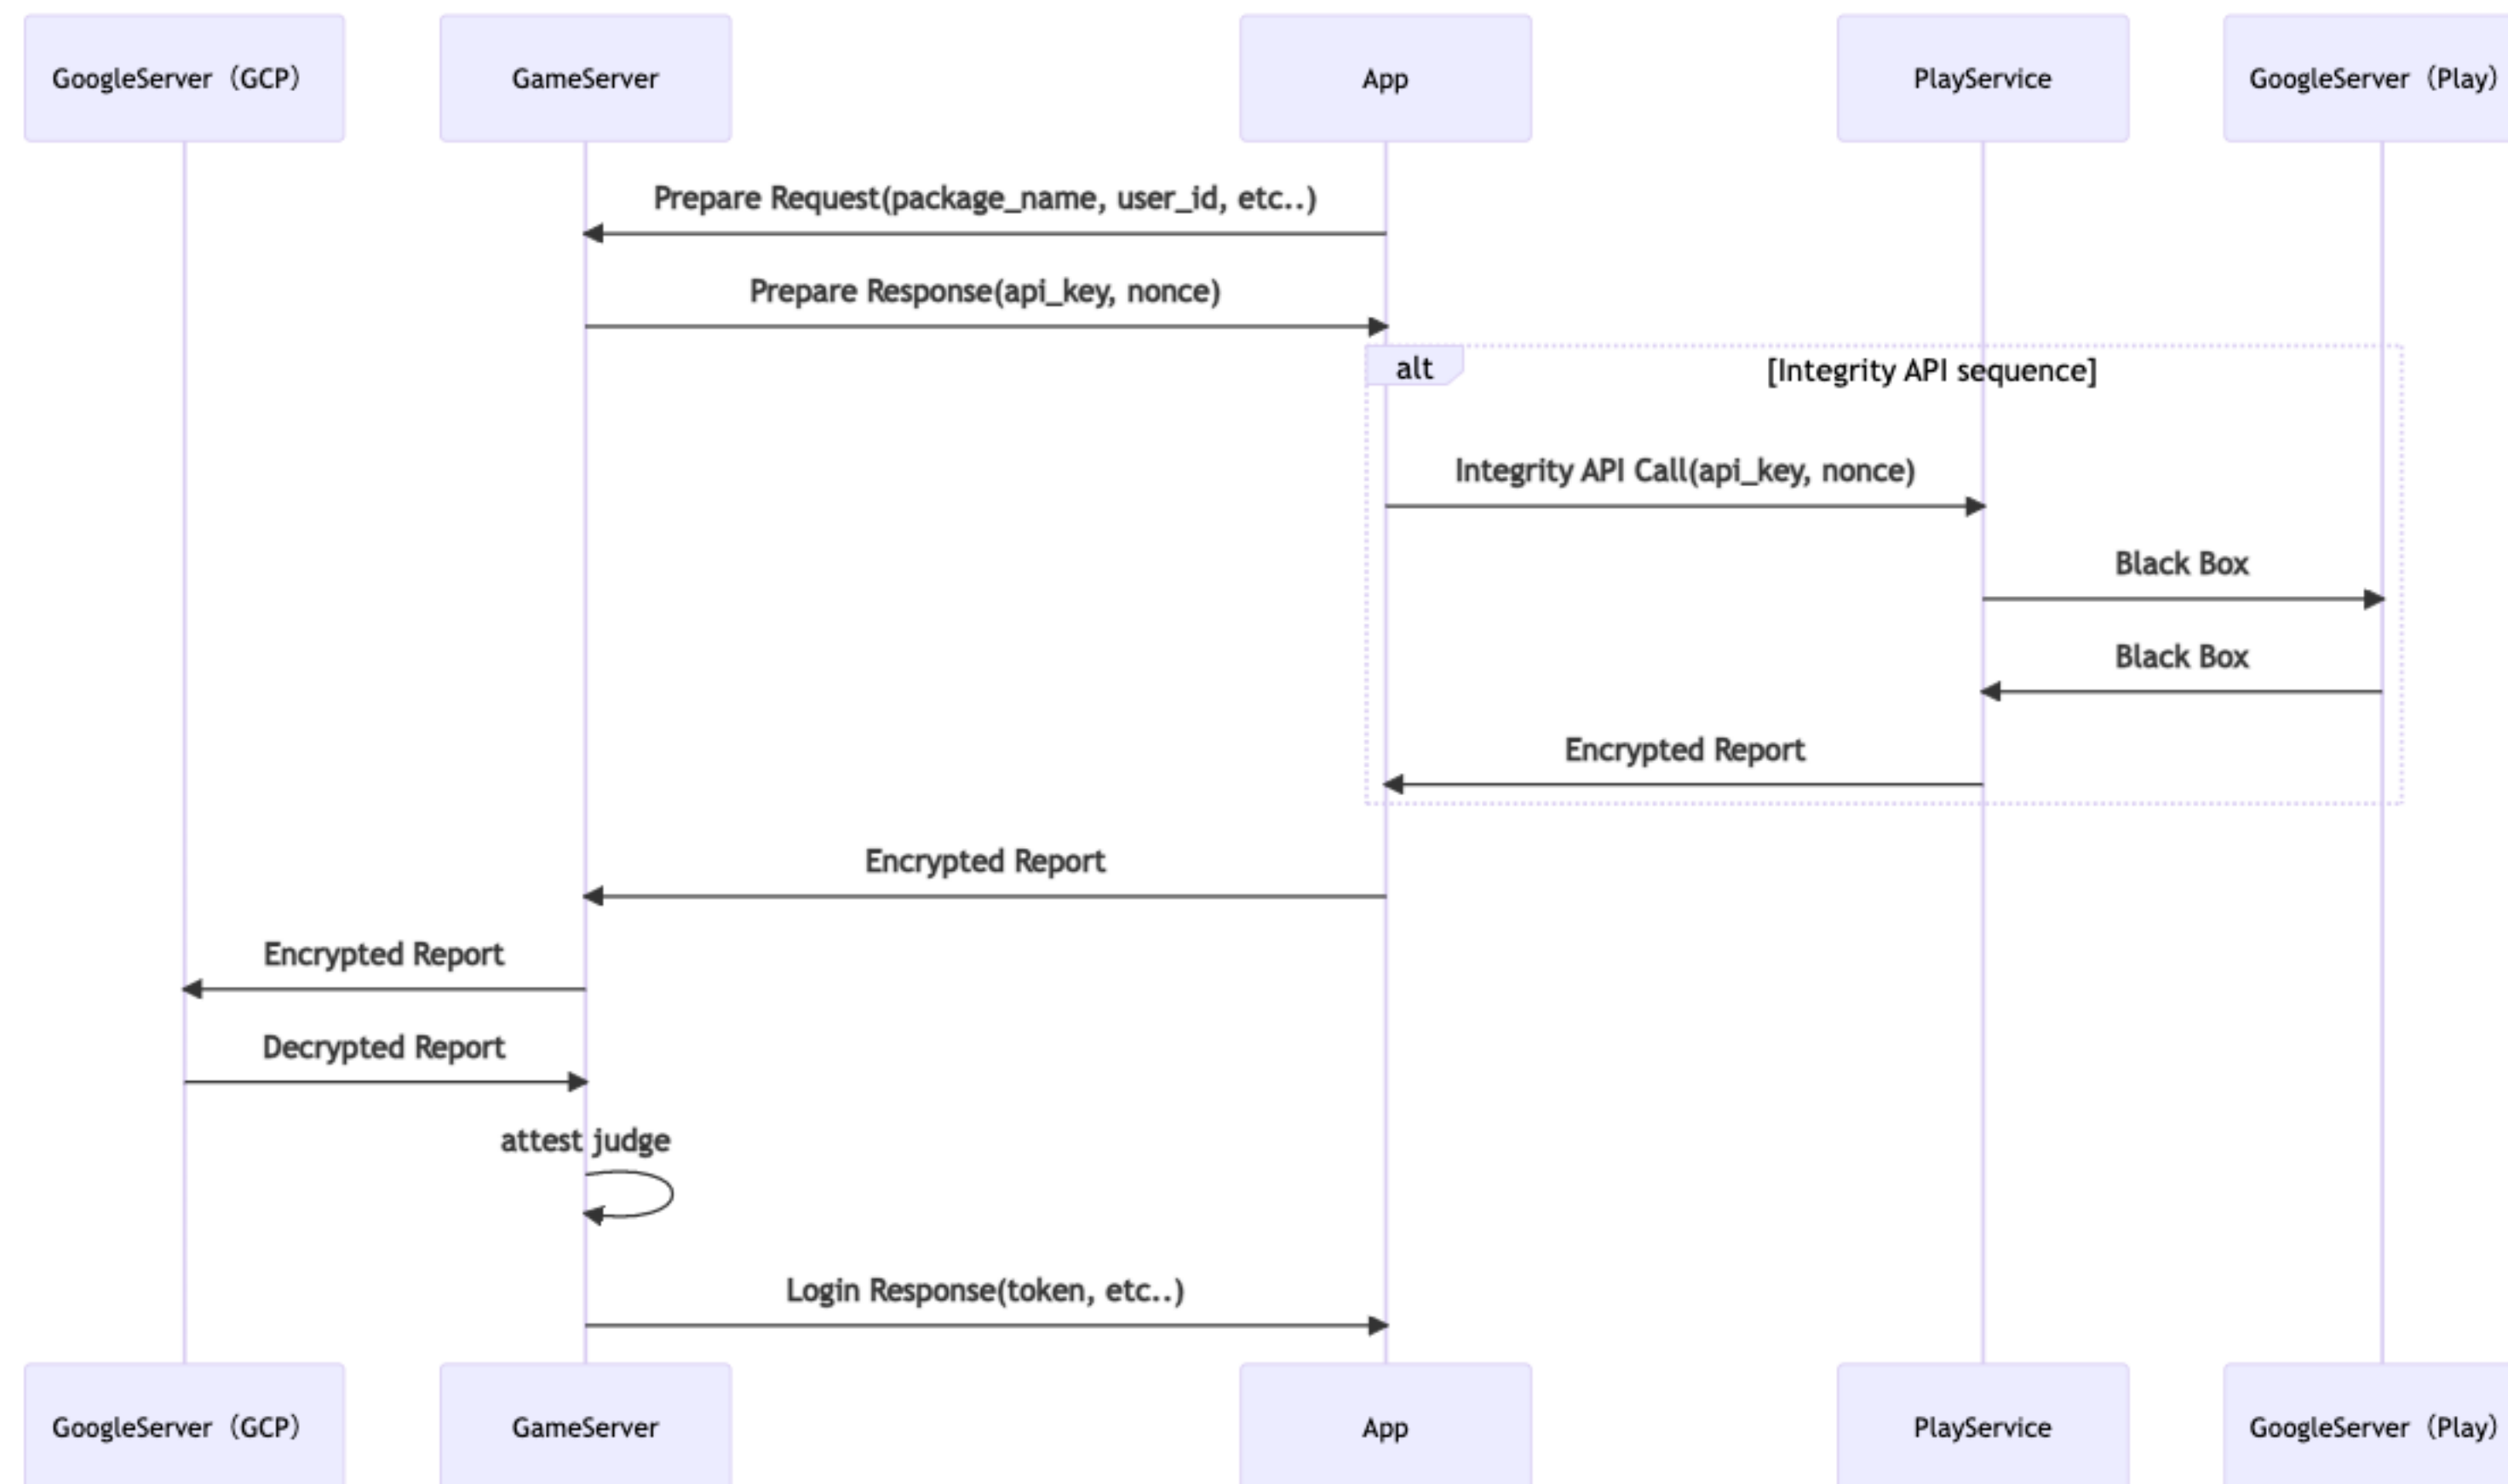 GoogleServer（GCP）
GameServer
App
PlayService
GoogleServer（Play）
Prepare Request(package_name, user_id, etc..)
Prepare Response(api_key, nonce)
alt
[Integrity API sequence]
Integrity API Call(api_key, nonce)
Black Box
Black Box
Encrypted Report
Encrypted Report
Encrypted Report
Decrypted Report
attest judge
Login Response(token, etc..)
GoogleServer（GCP）
GameServer
App
PlayService
GoogleServer（Play）